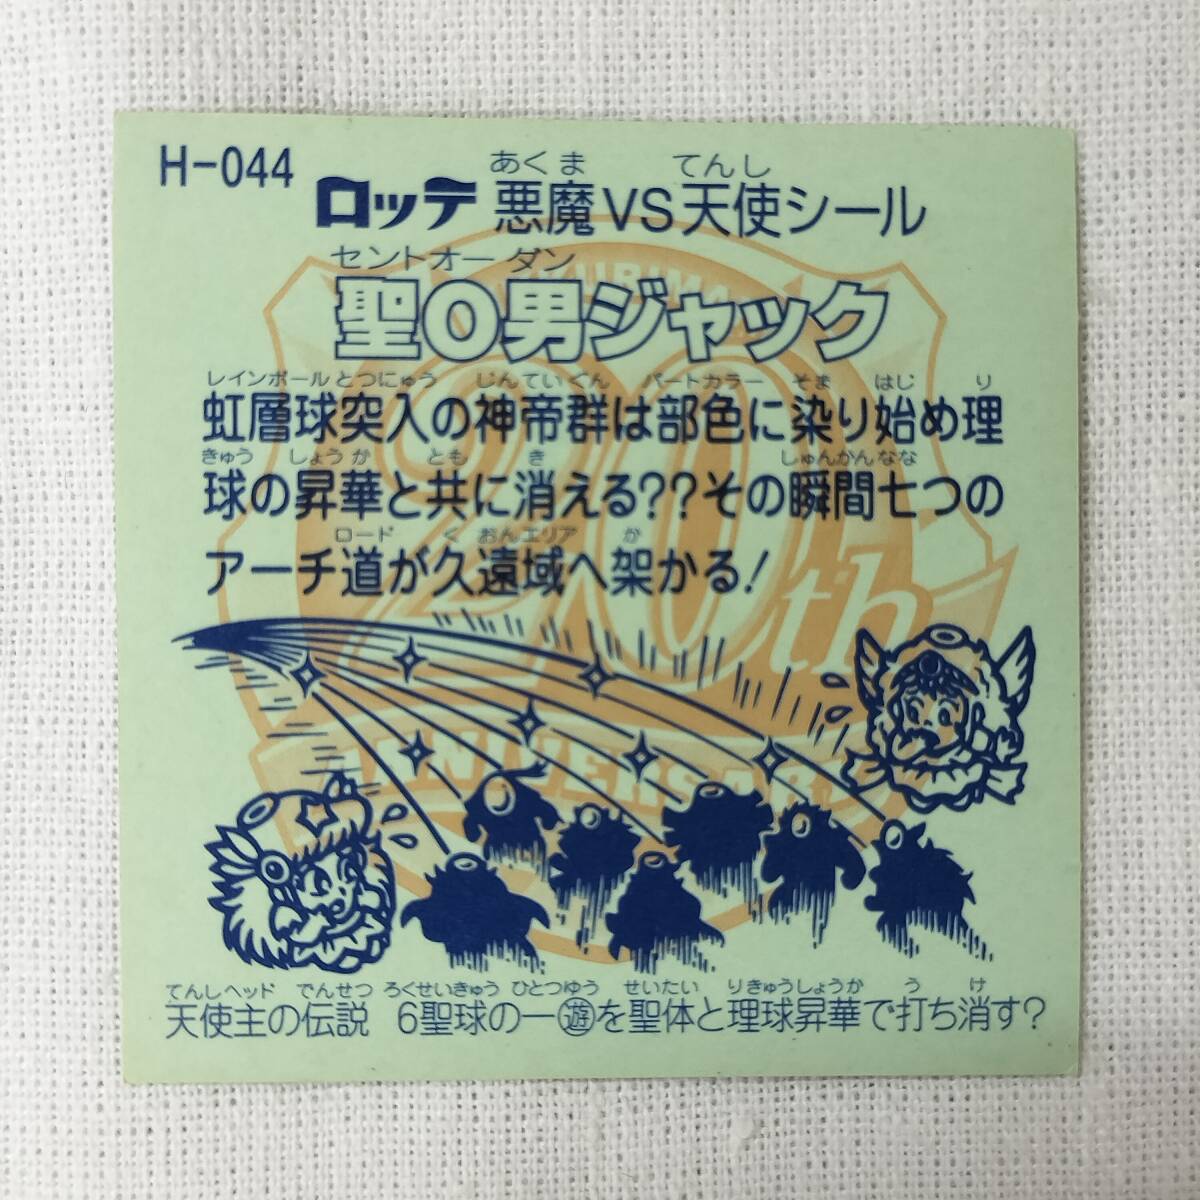 H-044
あくま てんし
ロッテ 悪魔VS天使シール
セントオーダン
聖O男ジャック
レインボールとつにゅう じんていぐん パートカラー そま はじ り
虹層球突入の神帝群は部色に染り始め理
きゅう しょうか とも き しゅんかんなな
球の昇華と共に消える??その瞬間七つの
ロード くおんエリア か
アーチ道が久遠域へ架かる!
20th
ANNIVERSARY
てんしヘッド でんせつ ろくせいきゅう ひとつゆう せいたい りきゅうしょうか う け
天使主の伝説 6聖球の一㊝を聖体と理球昇華で打ち消す?